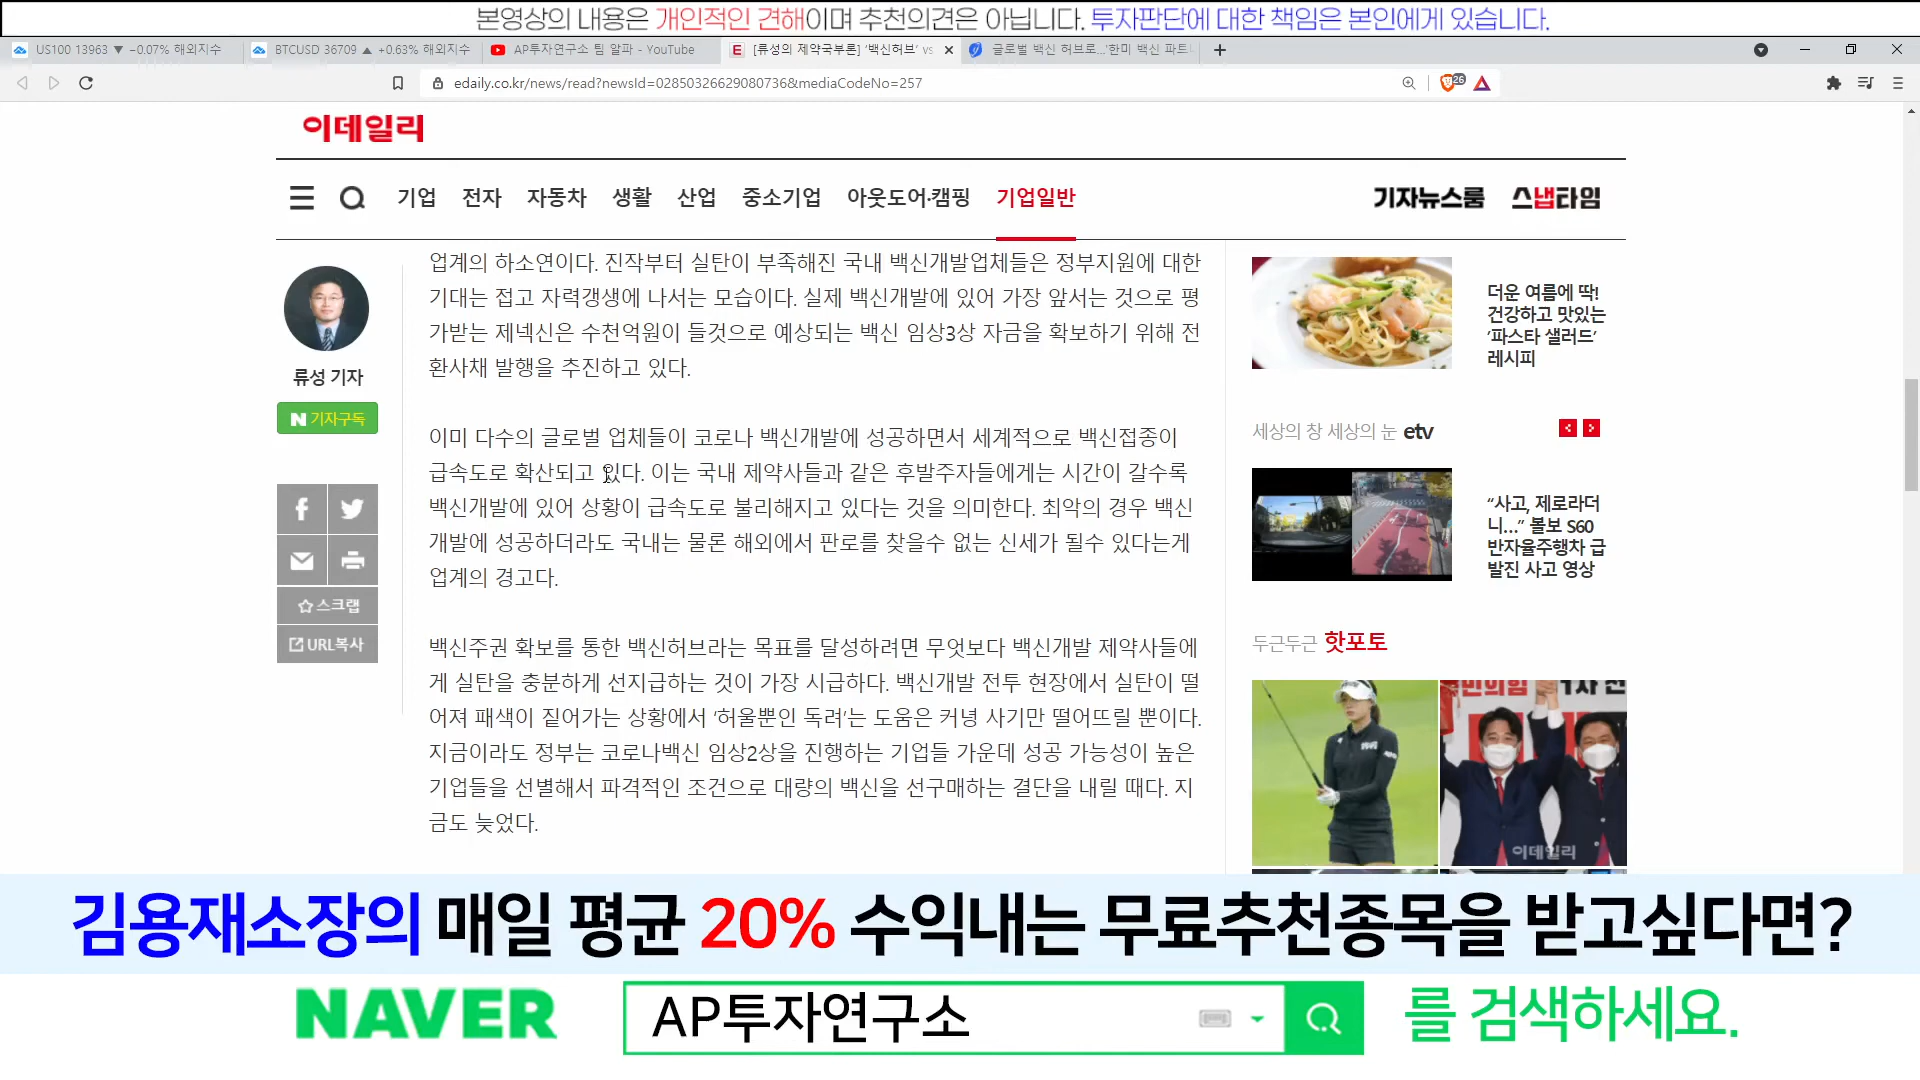 본영상의 내용은 개인적인 견해이며 추천의견은 아닙니다. 투자판단에 대한 책임은 본인에게 있습니다.
US100 13963 ▼ −0.07% 해외지수
BTCUSD 36709 ▲ +0.63% 해외지수
AP투자연구소 팀 알파 - YouTube
[류성의 제약국부론] '백신허브' vs
글로벌 백신 허브로...'한미 백신 파트
edaily.co.kr/news/read?newsId=02850326629080736&mediaCodeNo=257
26
이데일리
기업 전자 자동차 생활 산업 중소기업 아웃도어·캠핑 기업일반
기자뉴스룸 스냅타임
류성 기자
N 기자구독
스크랩
URL복사
업계의 하소연이다. 진작부터 실탄이 부족해진 국내 백신개발업체들은 정부지원에 대한
기대는 접고 자력갱생에 나서는 모습이다. 실제 백신개발에 있어 가장 앞서는 것으로 평
가받는 제넥신은 수천억원이 들것으로 예상되는 백신 임상3상 자금을 확보하기 위해 전
환사채 발행을 추진하고 있다.
이미 다수의 글로벌 업체들이 코로나 백신개발에 성공하면서 세계적으로 백신접종이
급속도로 확산되고 있다. 이는 국내 제약사들과 같은 후발주자들에게는 시간이 갈수록
백신개발에 있어 상황이 급속도로 불리해지고 있다는 것을 의미한다. 최악의 경우 백신
개발에 성공하더라도 국내는 물론 해외에서 판로를 찾을수 없는 신세가 될수 있다는게
업계의 경고다.
백신주권 확보를 통한 백신허브라는 목표를 달성하려면 무엇보다 백신개발 제약사들에
게 실탄을 충분하게 선지급하는 것이 가장 시급하다. 백신개발 전투 현장에서 실탄이 떨
어져 패색이 짙어가는 상황에서 '허울뿐인 독려'는 도움은 커녕 사기만 떨어뜨릴 뿐이다.
지금이라도 정부는 코로나백신 임상2상을 진행하는 기업들 가운데 성공 가능성이 높은
기업들을 선별해서 파격적인 조건으로 대량의 백신을 선구매하는 결단을 내릴 때다. 지
금도 늦었다.
더운 여름에 딱!
건강하고 맛있는
'파스타 샐러드'
레시피
세상의 창 세상의 눈 etv
"사고, 제로라더
니..." 볼보 S60
반자율주행차 급
발진 사고 영상
두근두근 핫포토
이데일리
김용재소장의 매일 평균 20% 수익내는 무료추천종목을 받고싶다면?
NAVER AP투자연구소 를 검색하세요.